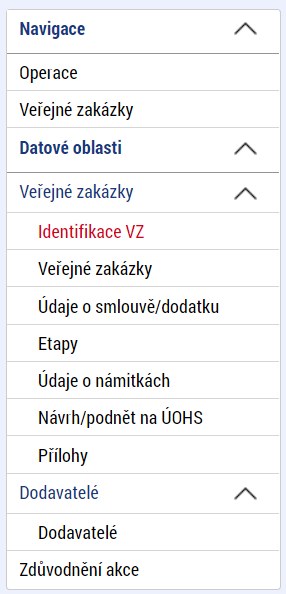 Navigace
Operace
Veřejné zakázky
Datové oblasti
Veřejné zakázky
Identifikace VZ
Veřejné zakázky
Údaje o smlouvě/dodatku
Etapy
Údaje o námitkách
Návrh/podnět na ÚOHS
Přílohy
Dodavatelé
Dodavatelé
Zdůvodnění akce